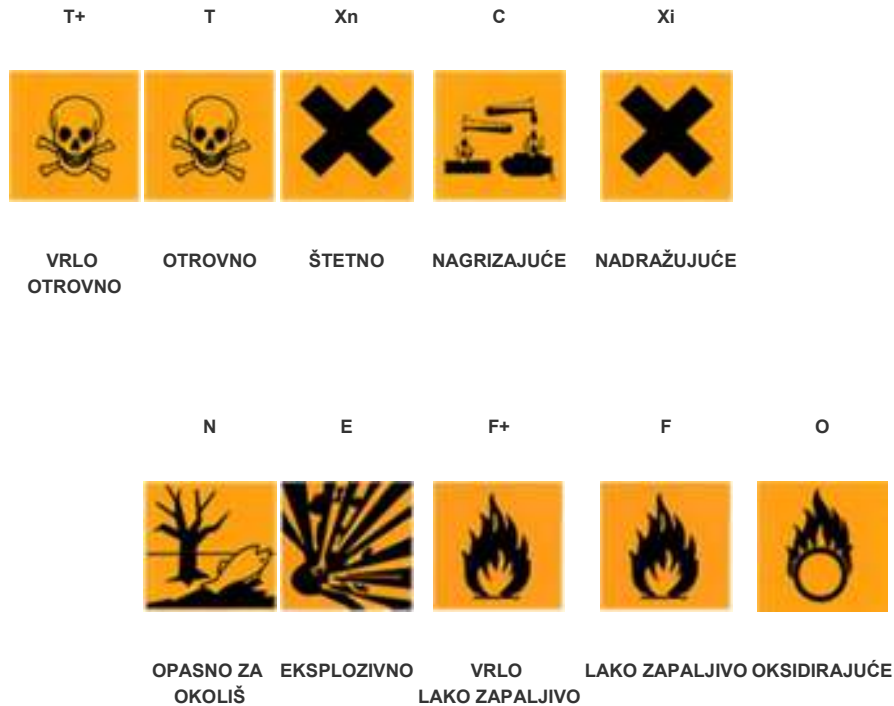 T+ T Xn C Xi
VRLO OTROVNO ŠTETNO NAGRIZAJUĆE NADRAŽUJUĆE
OTROVNO
N E F+ F O
OPASNO ZA EKSPLOZIVNO VRLO LAKO ZAPALJIVO OKSIDIRAJUĆE
OKOLIŠ LAKO ZAPALJIVO